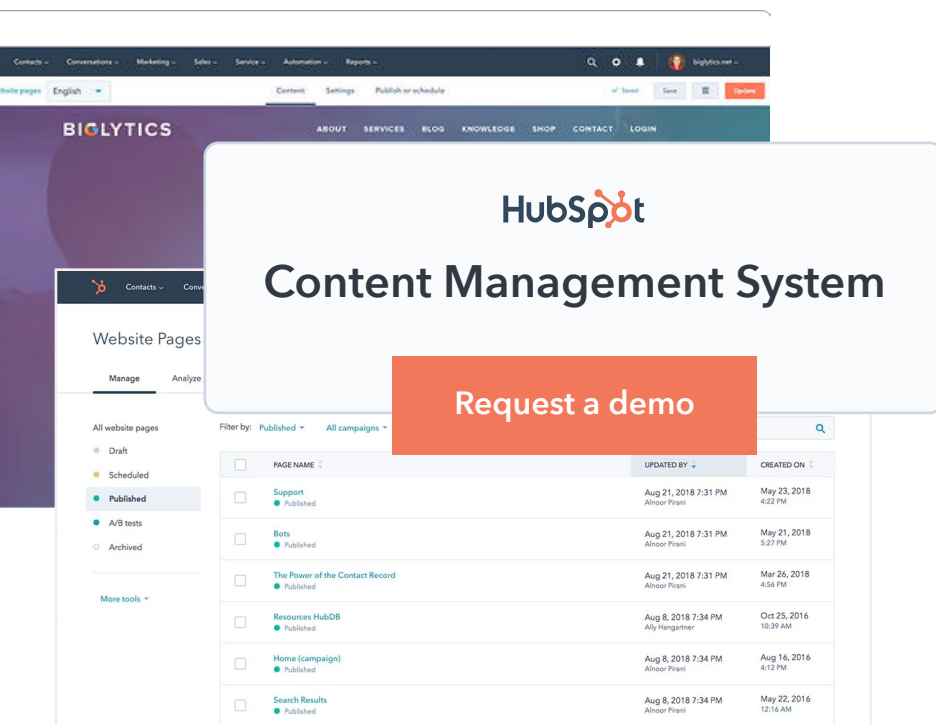 Contacts Conversations Marketing Sales Service Automation Reports biglytics.net
website pages English Content Settings Publish or schedule Saved Save Update
BIGLYTICS ABOUT SERVICES BLOG KNOWLEDGE SHOP CONTACT LOGIN
HubSpot
Content Management System
Request a demo
Contacts
Website Pages
Manage Analyze
All website pages
Draft
Scheduled
Published
A/B tests
Archived
More tools
Filter by: Published All campaigns
PAGE NAME UPDATED BY CREATED ON
Support Aug 21, 2018 7:31 PM May 23, 2018
Published Alnoor Pirani 4:22 PM
Bots Aug 21, 2018 7:31 PM May 21, 2018
Published Alnoor Pirani 5:27 PM
The Power of the Contact Record Aug 21, 2018 7:31 PM Mar 26, 2018
Published Alnoor Pirani 4:56 PM
Resources HubDB Aug 8, 2018 7:34 PM Oct 25, 2016
Published Ally Hangartner 10:39 AM
Home (campaign) Aug 8, 2018 7:34 PM Aug 16, 2016
Published Alnoor Pirani 4:12 PM
Search Results Aug 8, 2018 7:34 PM May 22, 2016
Published Alnoor Pirani 12:16 AM